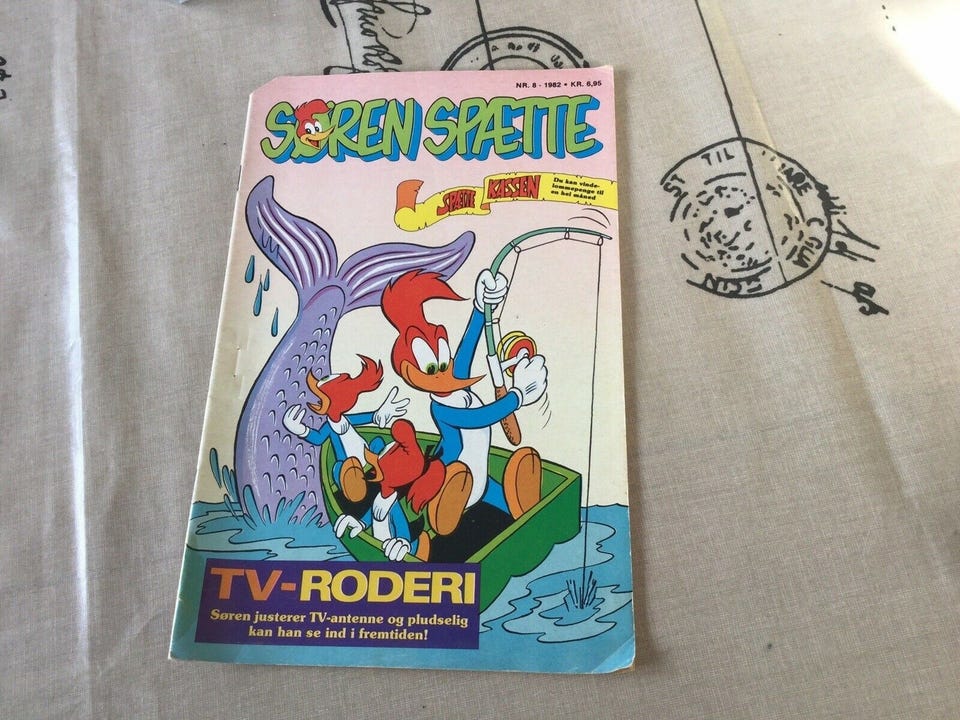 NR. 8 - 1982 • KR. 6,95
SØREN SPÆTTE
SPÆTTE KASSEN
Du kan vinde
lommepenge til
en hel måned
TV-RODERI
Søren justerer TV-antenne og pludselig
kan han se ind i fremtiden!
TIL